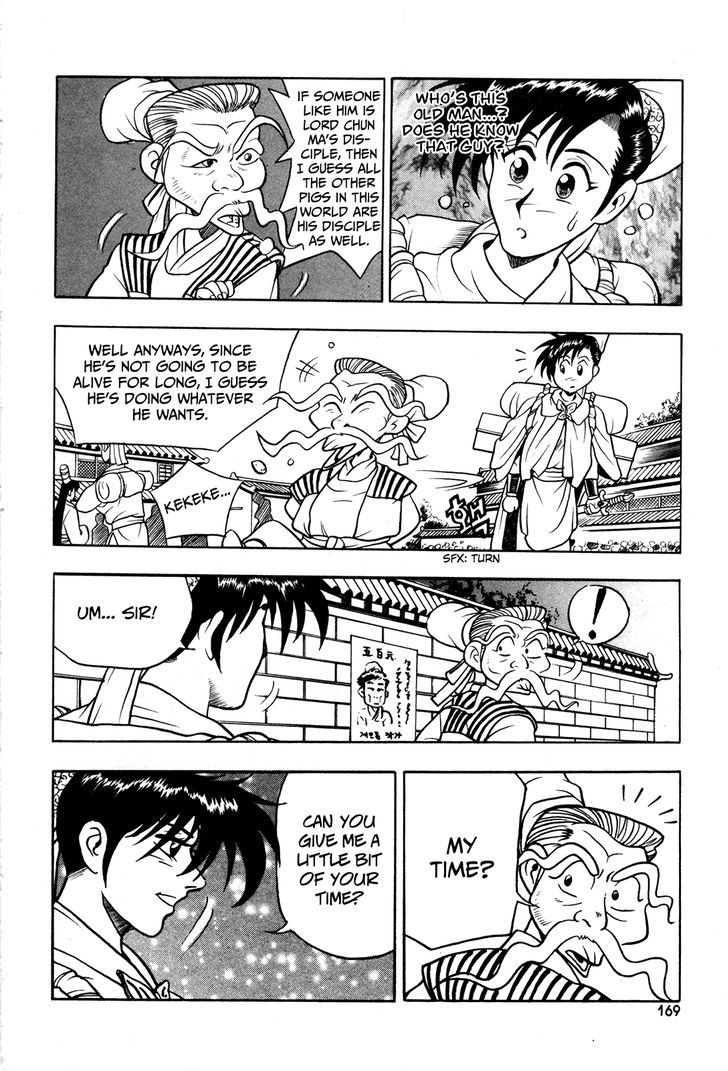 IF SOMEONE
LIKE HIM IS
LORD CHUN
MA'S DIS-
CIPLE, THEN
I GUESS ALL
THE OTHER
PIGS IN THIS
WORLD ARE
HIS DISCIPLE
AS WELL.
WHO'S THIS
OLD MAN...?
DOES HE KNOW
THAT GUY?
WELL ANYWAYS, SINCE
HE'S NOT GOING TO BE
ALIVE FOR LONG, I GUESS
HE'S DOING WHATEVER
HE WANTS.
KEKEKE...
SFX: TURN
UM... SIR!
!
五百元
CAN YOU
GIVE ME A
LITTLE BIT
OF YOUR
TIME?
MY
TIME?
169